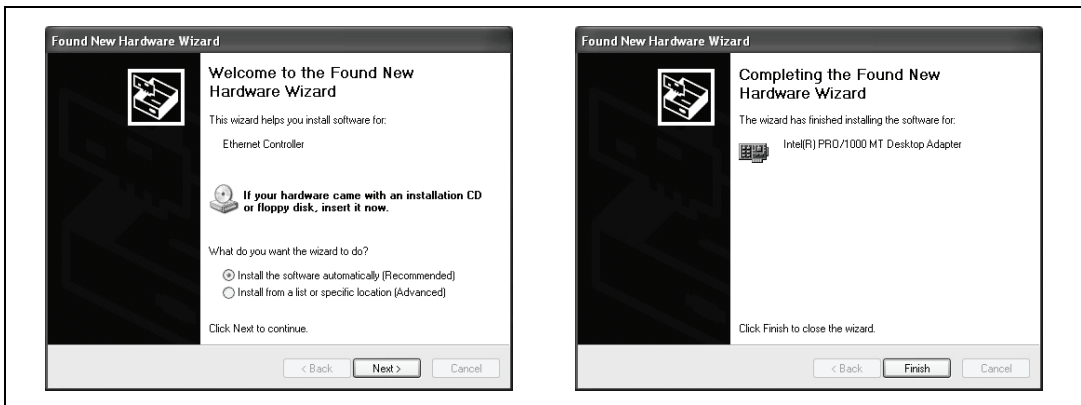 Found New Hardware Wizard
Welcome to the Found New
Hardware Wizard
This wizard helps you install software for:
Ethernet Controller
If your hardware came with an installation CD
or floppy disk, insert it now.
What do you want the wizard to do?
Install the software automatically (Recommended)
Install from a list or specific location (Advanced)
Click Next to continue.
< Back
Next >
Cancel
Found New Hardware Wizard
Completing the Found New
Hardware Wizard
The wizard has finished installing the software for:
Intel(R) PRO/1000 MT Desktop Adapter
Click Finish to close the wizard.
< Back
Finish
Cancel